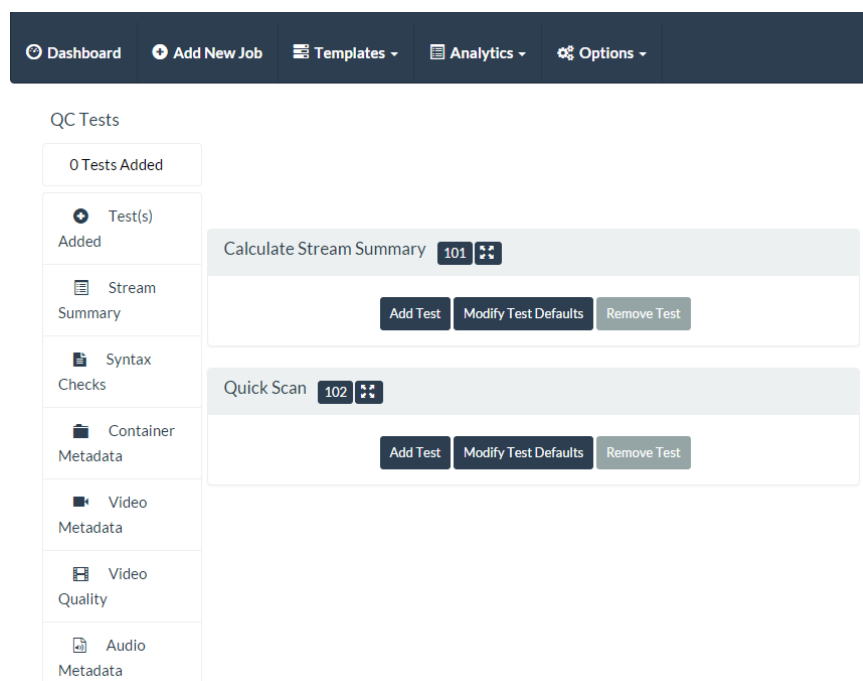 Dashboard Add New Job Templates Analytics Options
QC Tests
0 Tests Added
Test(s)
Added
Stream
Summary
Syntax
Checks
Container
Metadata
Video
Metadata
Video
Quality
Audio
Metadata
Calculate Stream Summary 101
Add Test Modify Test Defaults Remove Test
Quick Scan 102
Add Test Modify Test Defaults Remove Test